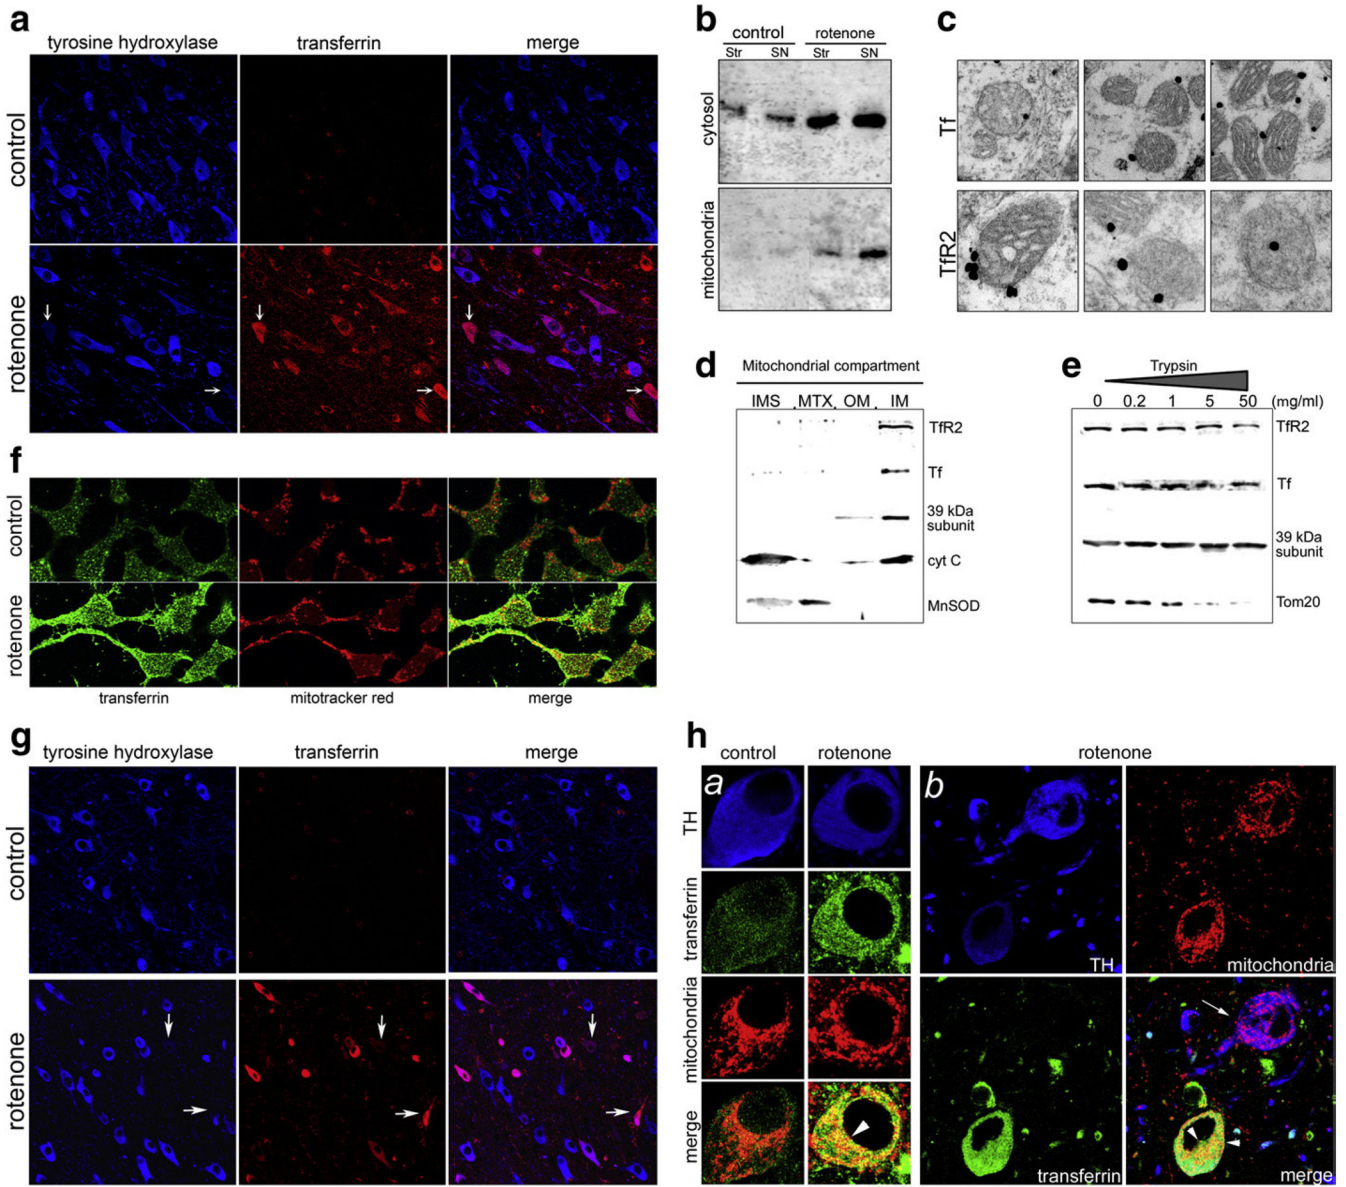 a
tyrosine hydroxylase transferrin merge
control
rotenone
b
control rotenone
Str SN Str SN
cytosol
mitochondria
c
Tf
TfR2
d
Mitochondrial compartment
IMS MTX OM IM
TfR2
Tf
39 kDa
subunit
cyt C
MnSOD
e
Trypsin
0 0.2 1 5 50 (mg/ml)
TfR2
Tf
39 kDa
subunit
Tom20
f
control
rotenone
transferrin mitotracker red merge
g
tyrosine hydroxylase transferrin merge
control
rotenone
h
control rotenone rotenone
a
TH
transferrin
mitochondria
merge
b
TH
mitochondria
transferrin
merge